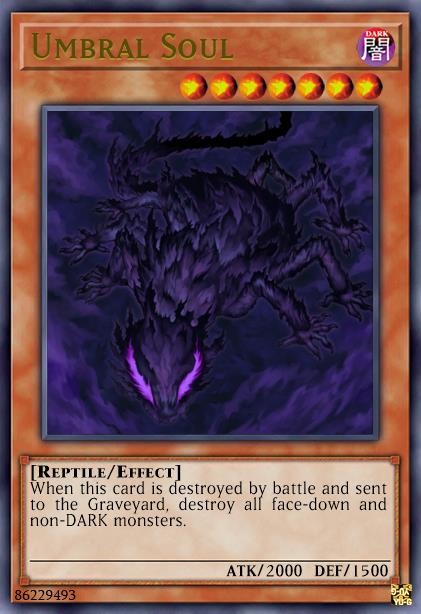 Umbral Soul
DARK
闇
[Reptile/Effect]
When this card is destroyed by battle and sent
to the Graveyard, destroy all face-down and
non-DARK monsters.
ATK/2000 DEF/1500
86229493